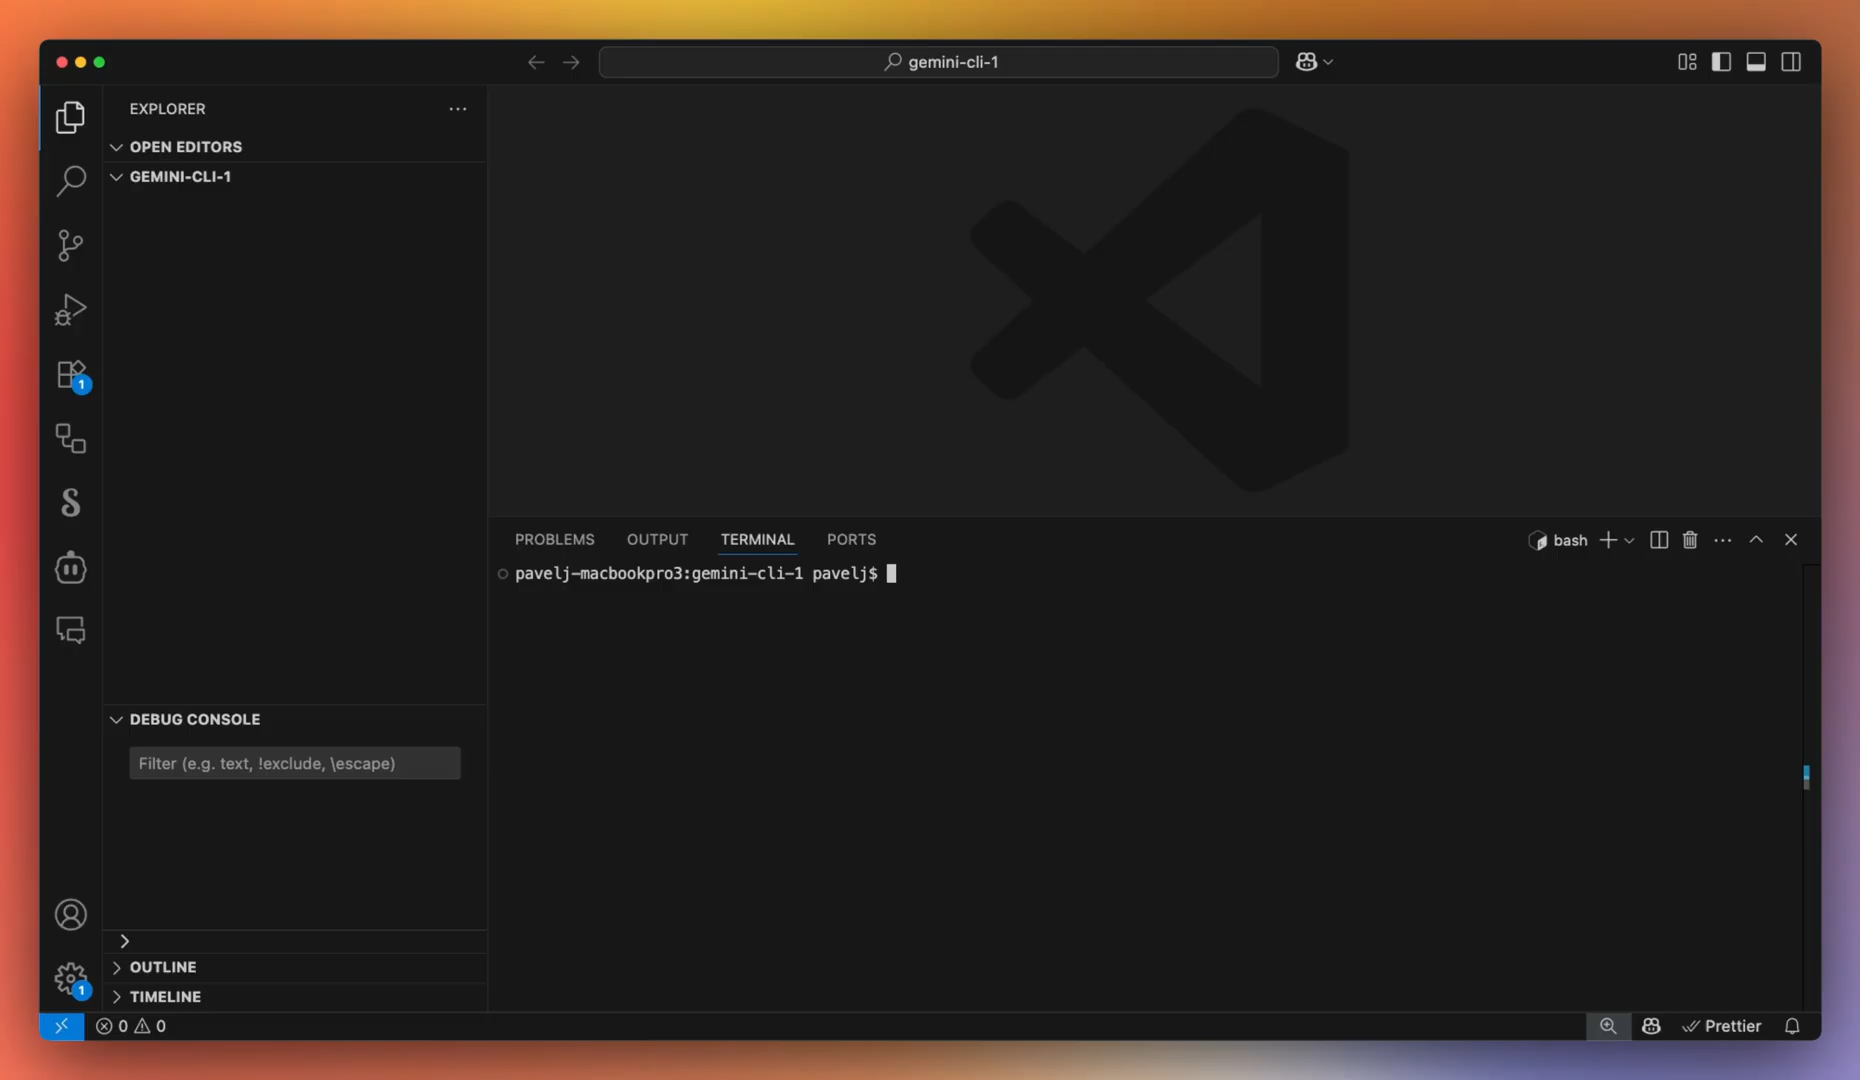 gemini-cli-1
EXPLORER
OPEN EDITORS
GEMINI-CLI-1
1
PROBLEMS OUTPUT TERMINAL PORTS
bash
pavelj-macbookpro3:gemini-cli-1 pavelj$
DEBUG CONSOLE
Filter (e.g. text, !exclude, \escape)
OUTLINE
1
TIMELINE
0 0
Prettier